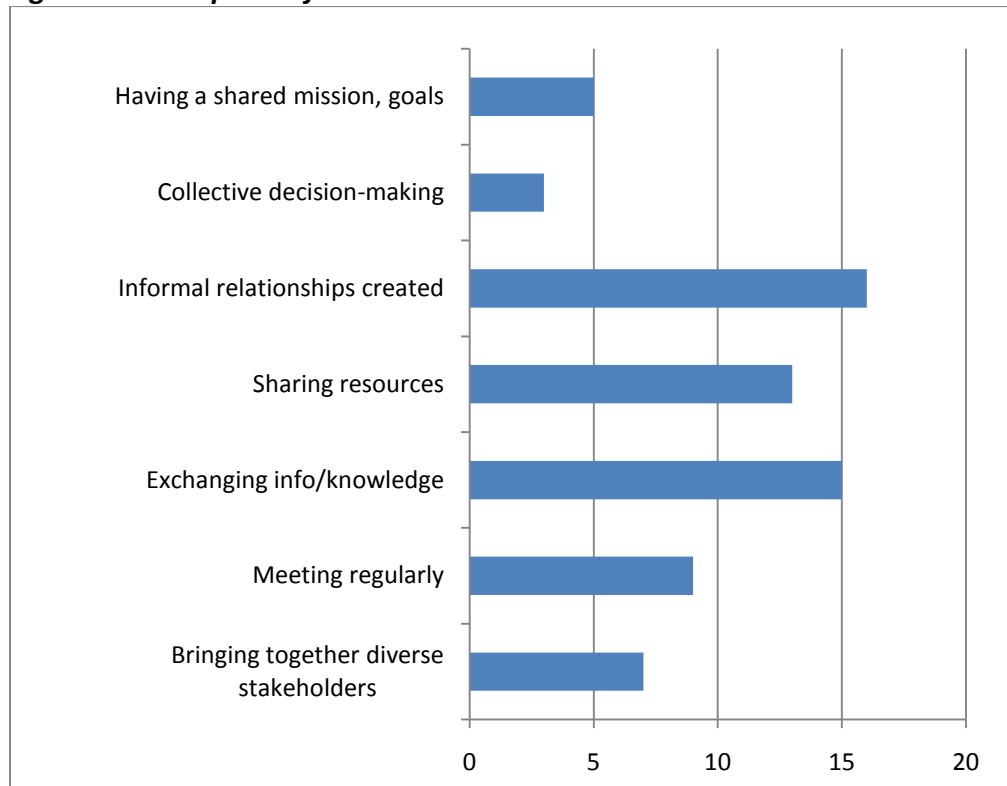 Having a shared mission, goals
Collective decision-making
Informal relationships created
Sharing resources
Exchanging info/knowledge
Meeting regularly
Bringing together diverse
stakeholders
0 5 10 15 20